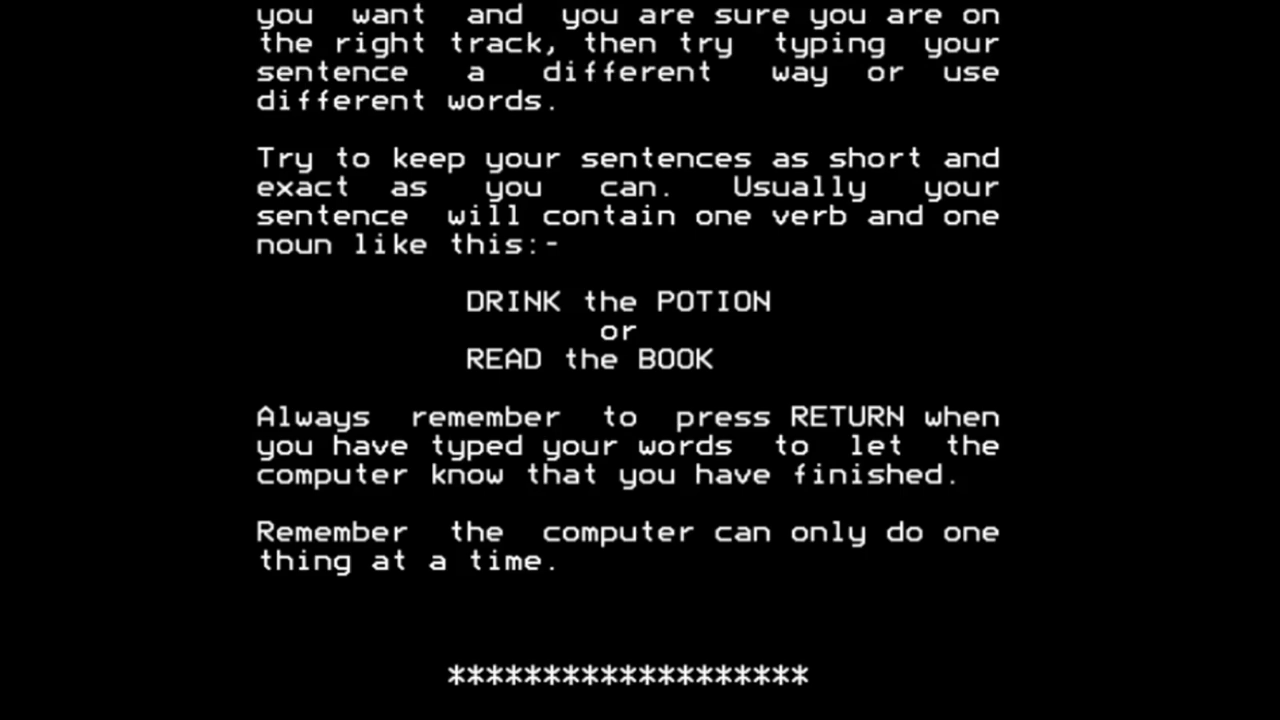 you want and you are sure you are on
the right track, then try typing your
sentence a different way or use
different words.
Try to keep your sentences as short and
exact as you can. Usually your
sentence will contain one verb and one
noun like this:-
DRINK the POTION
or
READ the BOOK
Always remember to press RETURN when
you have typed your words to let the
computer know that you have finished.
Remember the computer can only do one
thing at a time.
*******************